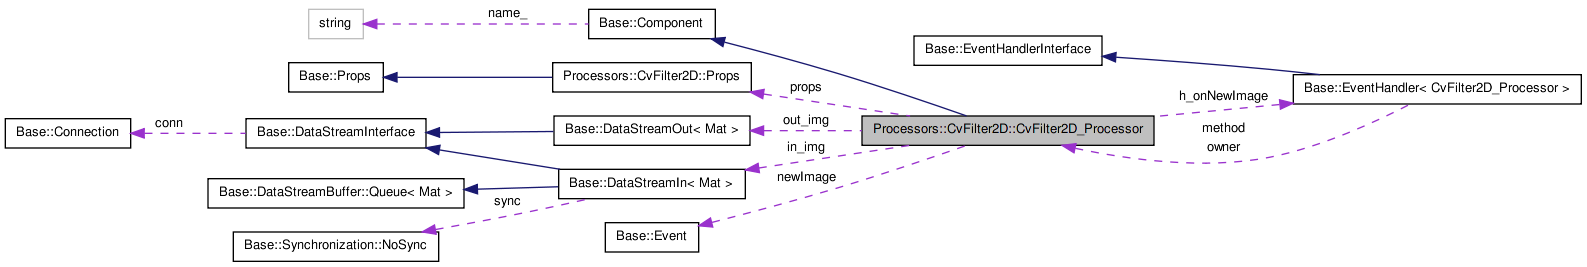 string
name_
Base::Component
Base::EventHandlerInterface
Base::Props
Processors::CvFilter2D::Props
props
h_onNewImage
Base::EventHandler< CvFilter2D_Processor >
Base::Connection
conn
Base::DataStreamInterface
Base::DataStreamOut< Mat >
out_img
Processors::CvFilter2D::CvFilter2D_Processor
method
owner
in_img
Base::DataStreamBuffer::Queue< Mat >
Base::DataStreamIn< Mat >
newImage
sync
Base::Synchronization::NoSync
Base::Event